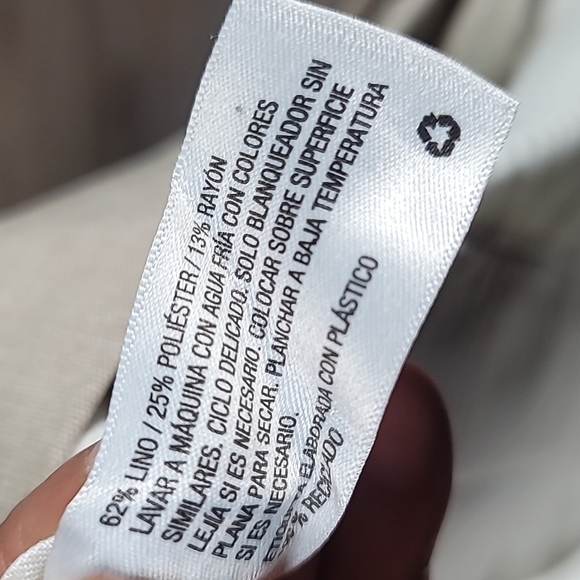 62% LINO / 25% POLIÉSTER / 13% RAYÓN
LAVAR A MÁQUINA CON AGUA FRÍA CON COLORES
SIMILARES. CICLO DELICADO. SOLO BLANQUEADOR SIN
LEJIA SI ES NECESARIO. COLOCAR SOBRE SUPERFICIE
PLANA PARA SECAR. PLANCHAR A BAJA TEMPERATURA
SI ES NECESARIO.
ELABORADA CON PLÁSTICO
% RECICLADO